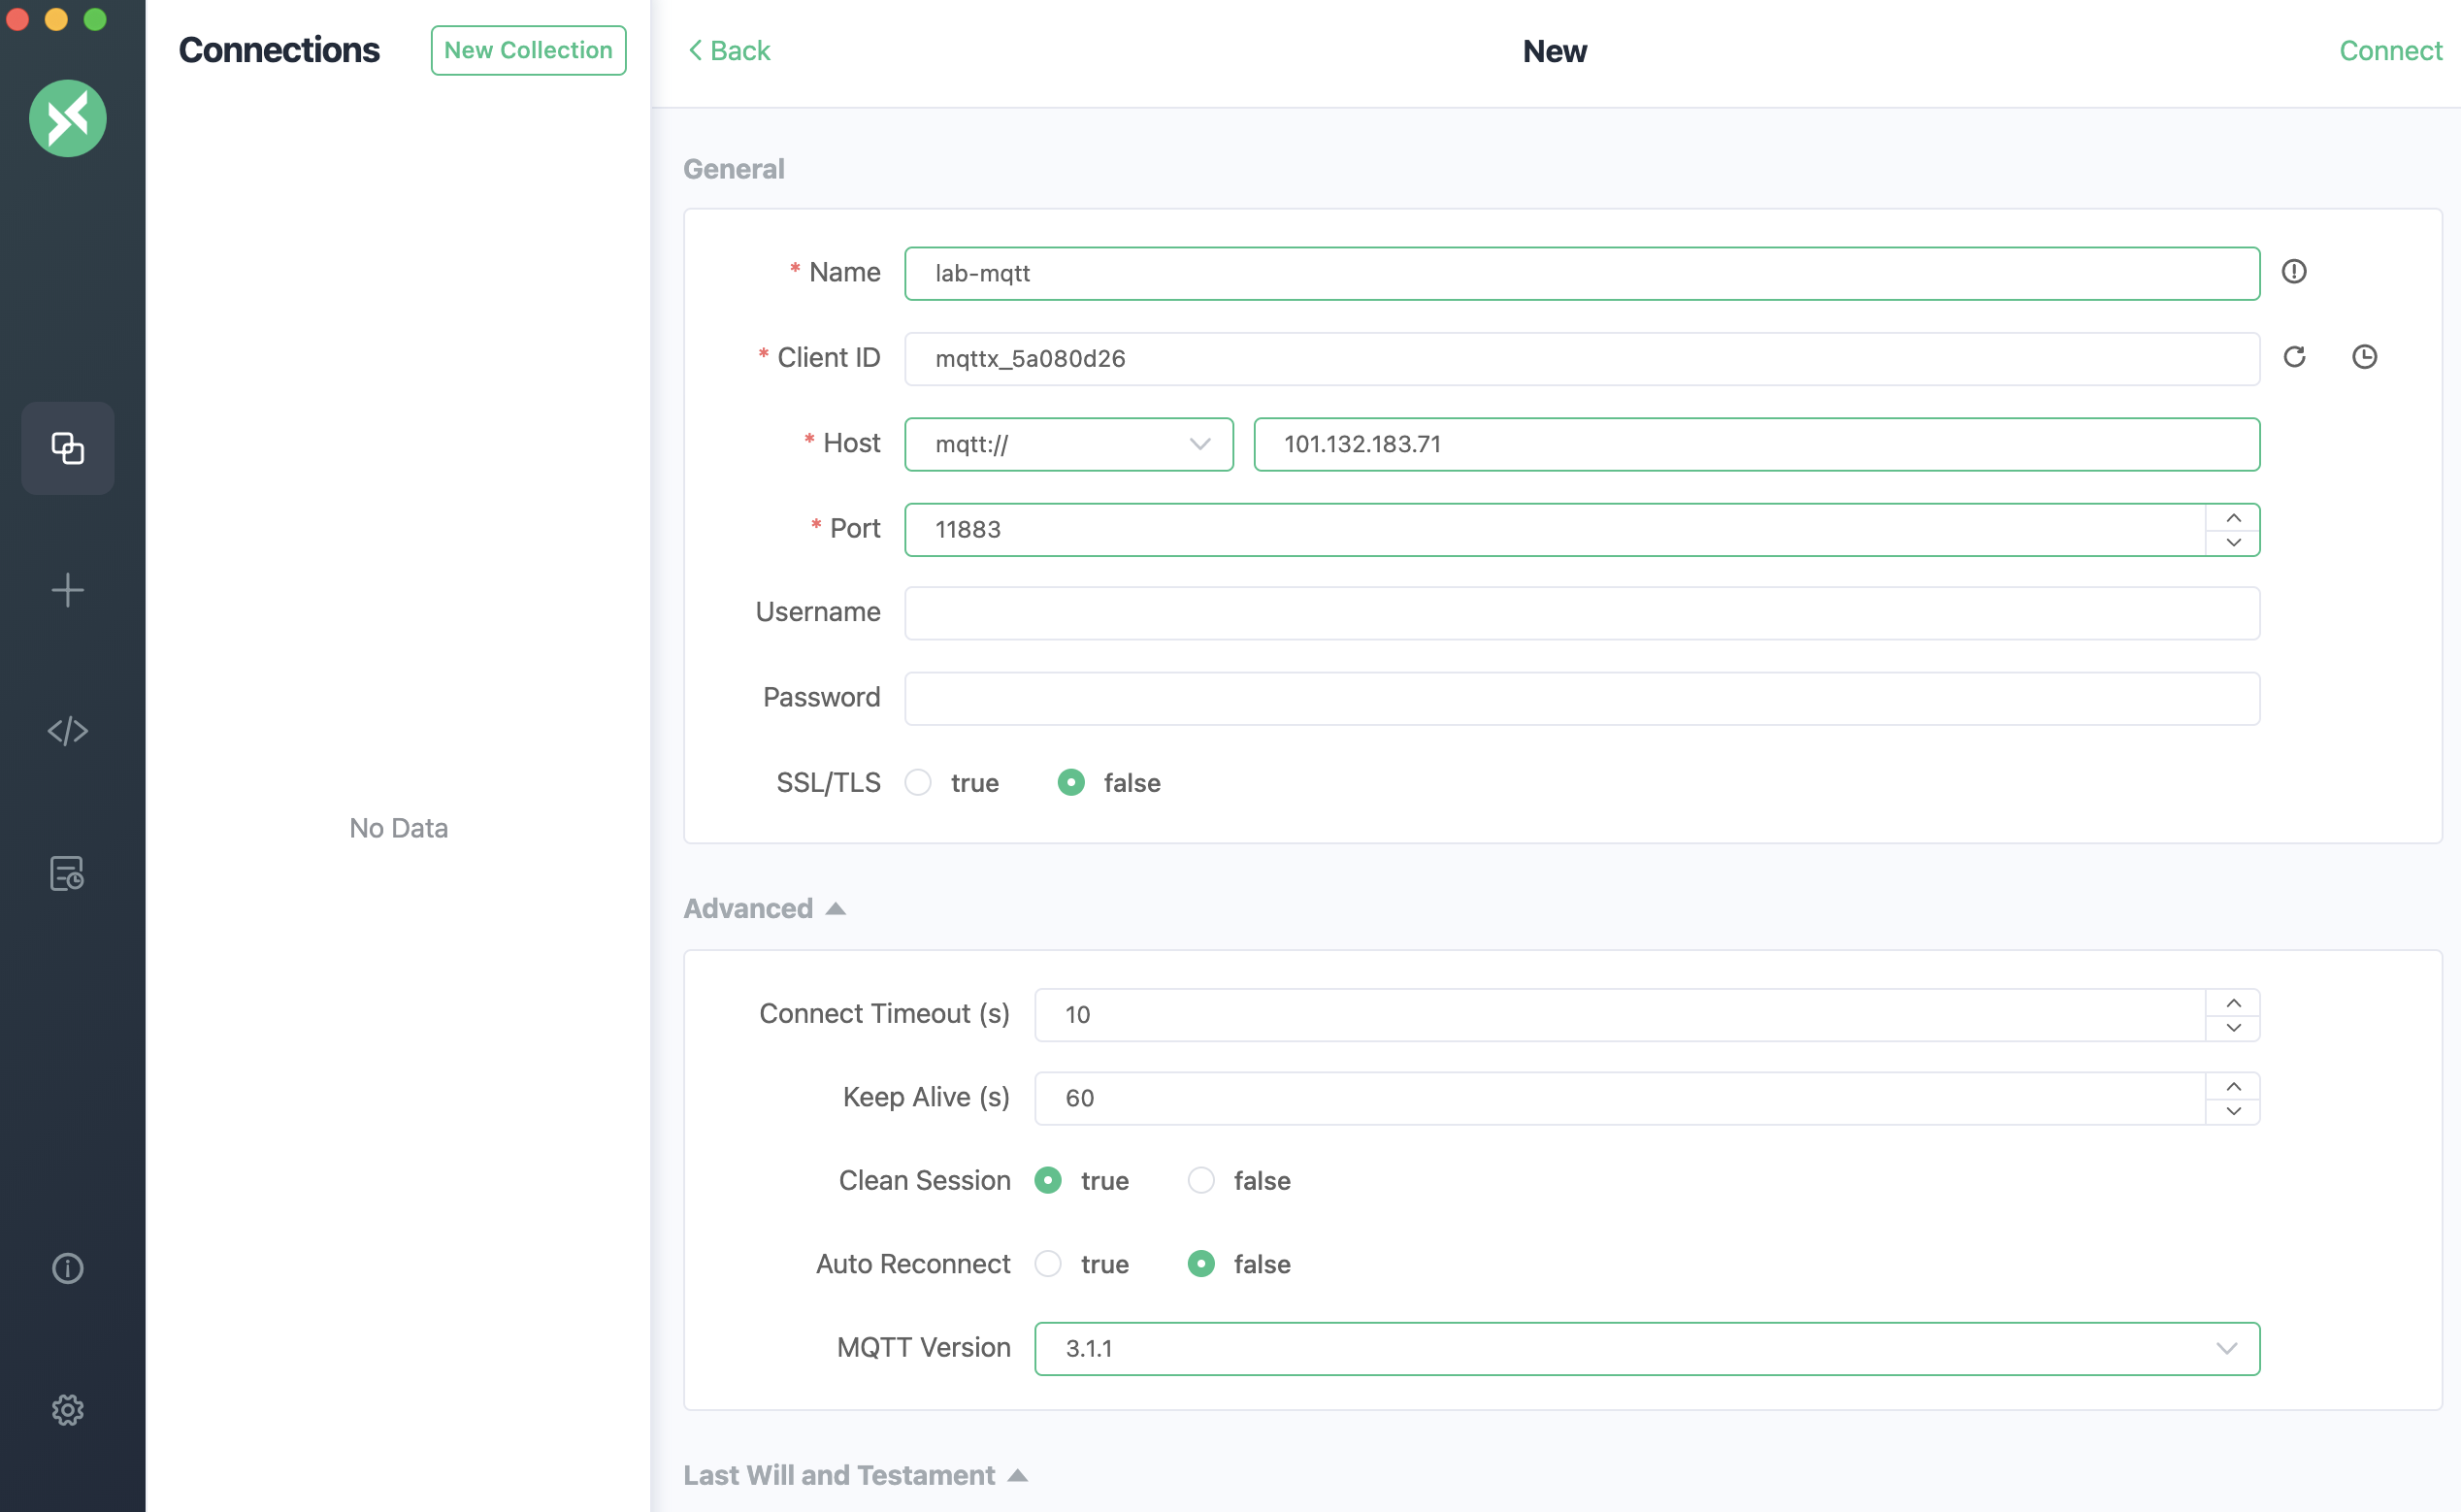 Connections
New Collection
No Data
Back
New
Connect
General
* Name
lab-mqtt
* Client ID
mqttx_5a080d26
* Host
mqtt://
101.132.183.71
* Port
11883
Username
Password
SSL/TLS
true
false
Advanced
Connect Timeout (s)
10
Keep Alive (s)
60
Clean Session
true
false
Auto Reconnect
true
false
MQTT Version
3.1.1
Last Will and Testament